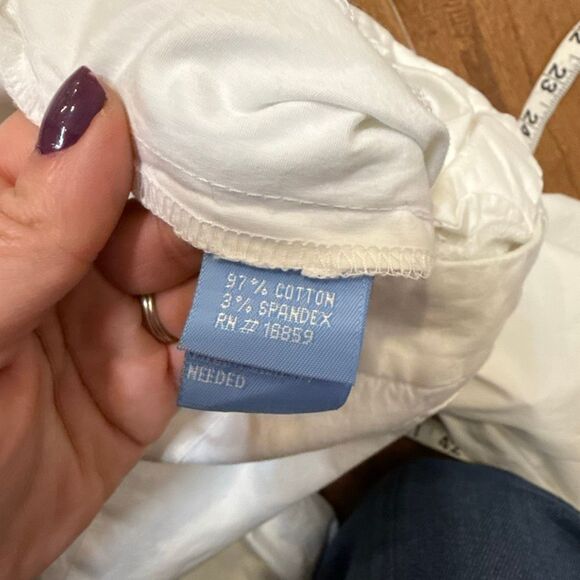 97% COTTON
3% SPANDEX
RN # 16859
NEEDED
23
24